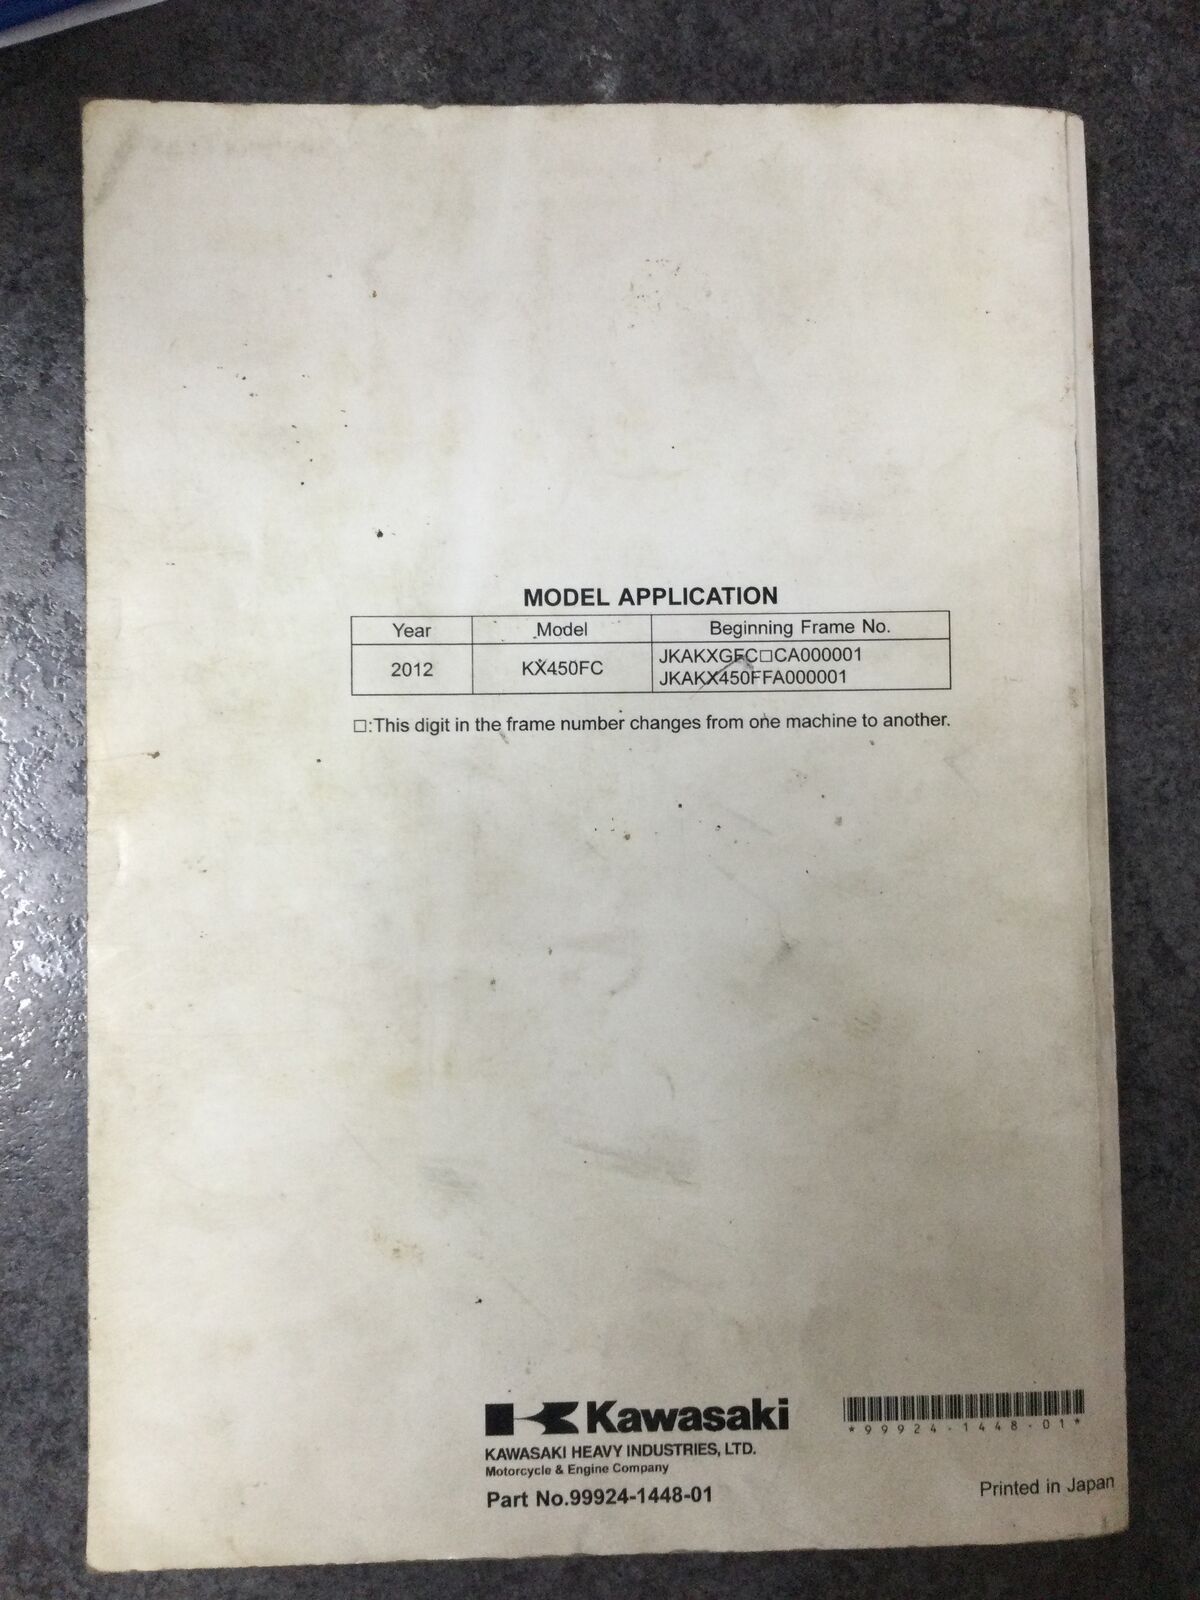 MODEL APPLICATION
Year Model Beginning Frame No.
2012 KX450FC JKAKXGFC□CA000001
JKAKX450FFA000001
□:This digit in the frame number changes from one machine to another.
Kawasaki
KAWASAKI HEAVY INDUSTRIES, LTD.
Motorcycle & Engine Company
Part No.99924-1448-01
*99924-1448-01*
Printed in Japan